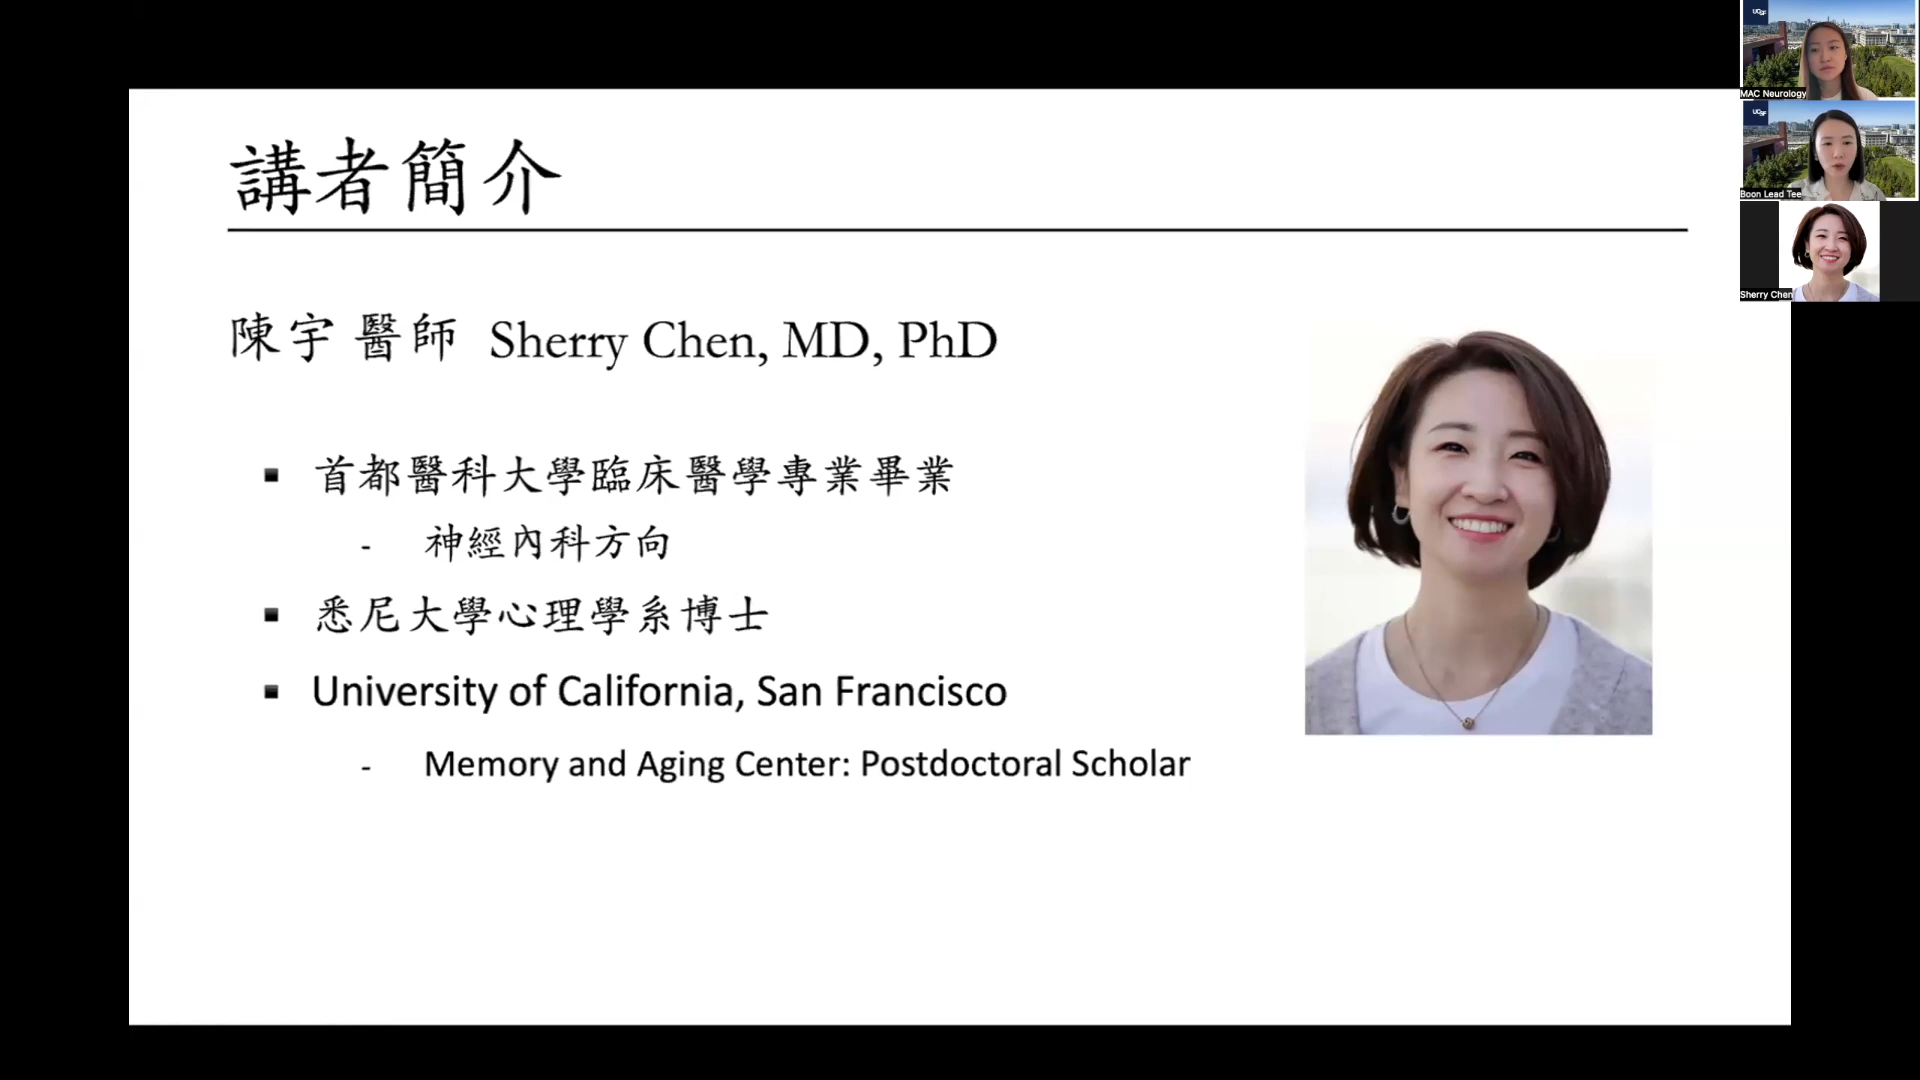 講者簡介
陳宇 醫師 Sherry Chen, MD, PhD
▪ 首都醫科大學臨床醫學專業畢業
- 神經內科方向
▪ 悉尼大學心理學系博士
▪ University of California, San Francisco
- Memory and Aging Center: Postdoctoral Scholar
UCSF
MAC Neurology
UCSF
Boon Lead Tee
Sherry Chen